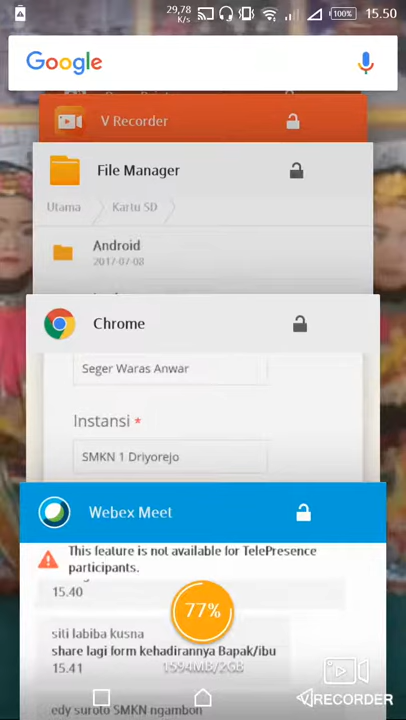 29,78
K/s
100%
15.50
Google
V Recorder
File Manager
Utama
Kartu SD
Android
2017-07-08
Chrome
Seger Waras Anwar
Instansi *
SMKN 1 Driyorejo
Webex Meet
This feature is not available for TelePresence
participants.
15.40
77%
siti labiba kusna
share lagi form kehadirannya Bapak/ibu
15.41
1594MB/2GB
RECORDER
edy suroto SMKN ngambon